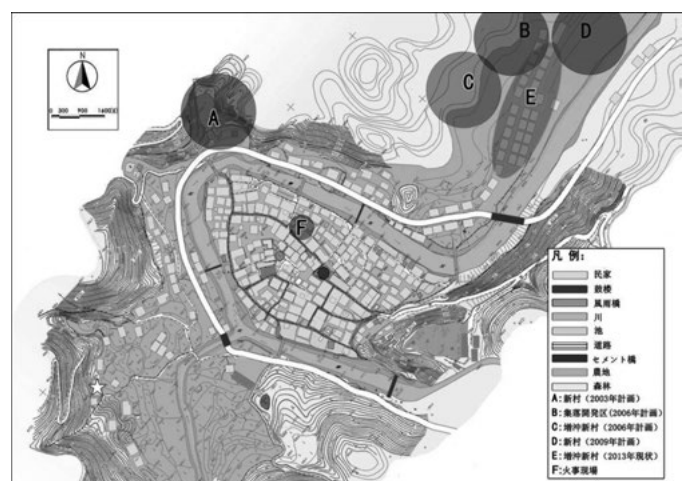 N
0 300 900 1600(米)
A
B
C
D
E
F
凡 例:
民家
鼓楼
風雨橋
川
池
道路
セメント橋
農地
森林
A:新村(2003年計画)
B:集落開発区(2006年計画)
C:増沖新村(2006年計画)
D:新村(2009年計画)
E:増沖新村(2013年現状)
F:火事現場